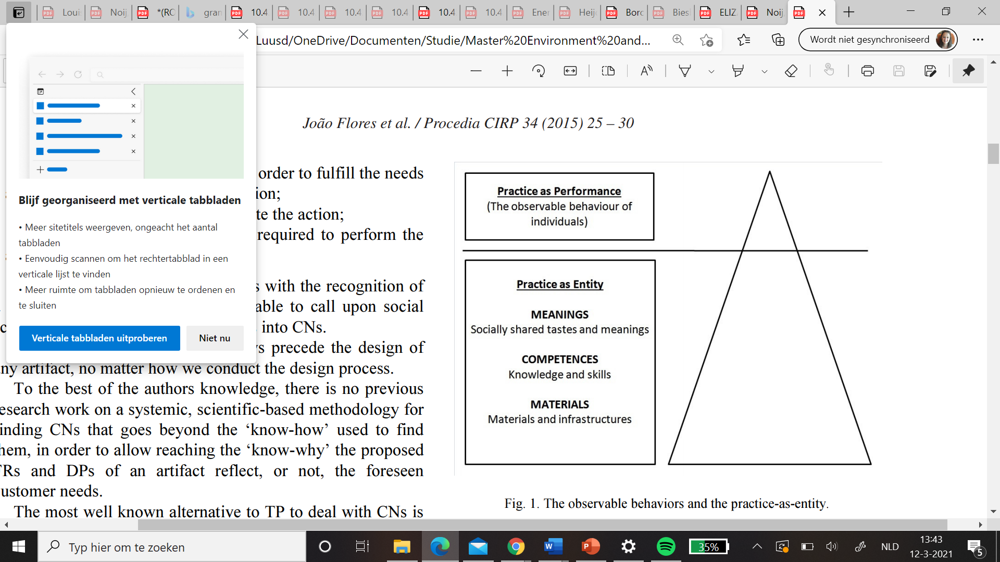 Loui
Noij
*(RO
gran
10.4
10.4
10.4
10.4
10.4
10.4
Ener
Heij
Borc
Bies
ELIZ
Noij
Luusd/OneDrive/Documenten/Studie/Master%20Environment%20and...
Wordt niet gesynchroniseerd
Blijf georganiseerd met verticale tabbladen
• Meer sitetitels weergeven, ongeacht het aantal
tabbladen
• Eenvoudig scannen om het rechtertabblad in een
verticale lijst te vinden
• Meer ruimte om tabbladen opnieuw te ordenen en
te sluiten
Verticale tabbladen uitproberen
Niet nu
João Flores et al. / Procedia CIRP 34 (2015) 25 – 30
order to fulfill the needs
ion;
te the action;
required to perform the
s with the recognition of
able to call upon social
into CNs.
precede the design of
ny artifact, no matter how we conduct the design process.
To the best of the authors knowledge, there is no previous
esearch work on a systemic, scientific-based methodology for
inding CNs that goes beyond the ‘know-how’ used to find
hem, in order to allow reaching the ‘know-why’ the proposed
FRs and DPs of an artifact reflect, or not, the foreseen
ustomer needs.
The most well known alternative to TP to deal with CNs is
Practice as Performance
(The observable behaviour of
individuals)
Practice as Entity
MEANINGS
Socially shared tastes and meanings
COMPETENCES
Knowledge and skills
MATERIALS
Materials and infrastructures
Fig. 1. The observable behaviors and the practice-as-entity.
Typ hier om te zoeken
35%
NLD
13:43
12-3-2021
5